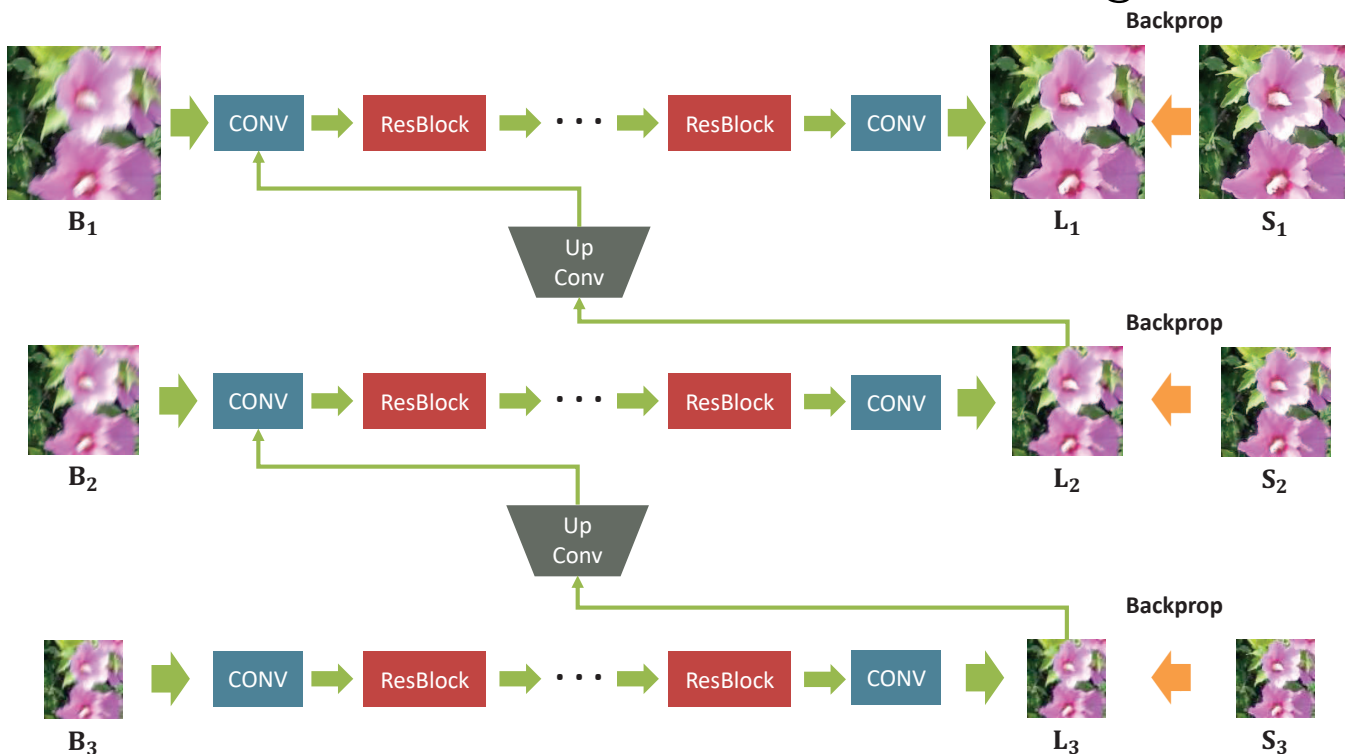 Backprop
CONV
ResBlock
· · ·
ResBlock
CONV
B1
L1
S1
Up
Conv
Backprop
CONV
ResBlock
· · ·
ResBlock
CONV
B2
L2
S2
Up
Conv
Backprop
CONV
ResBlock
· · ·
ResBlock
CONV
B3
L3
S3